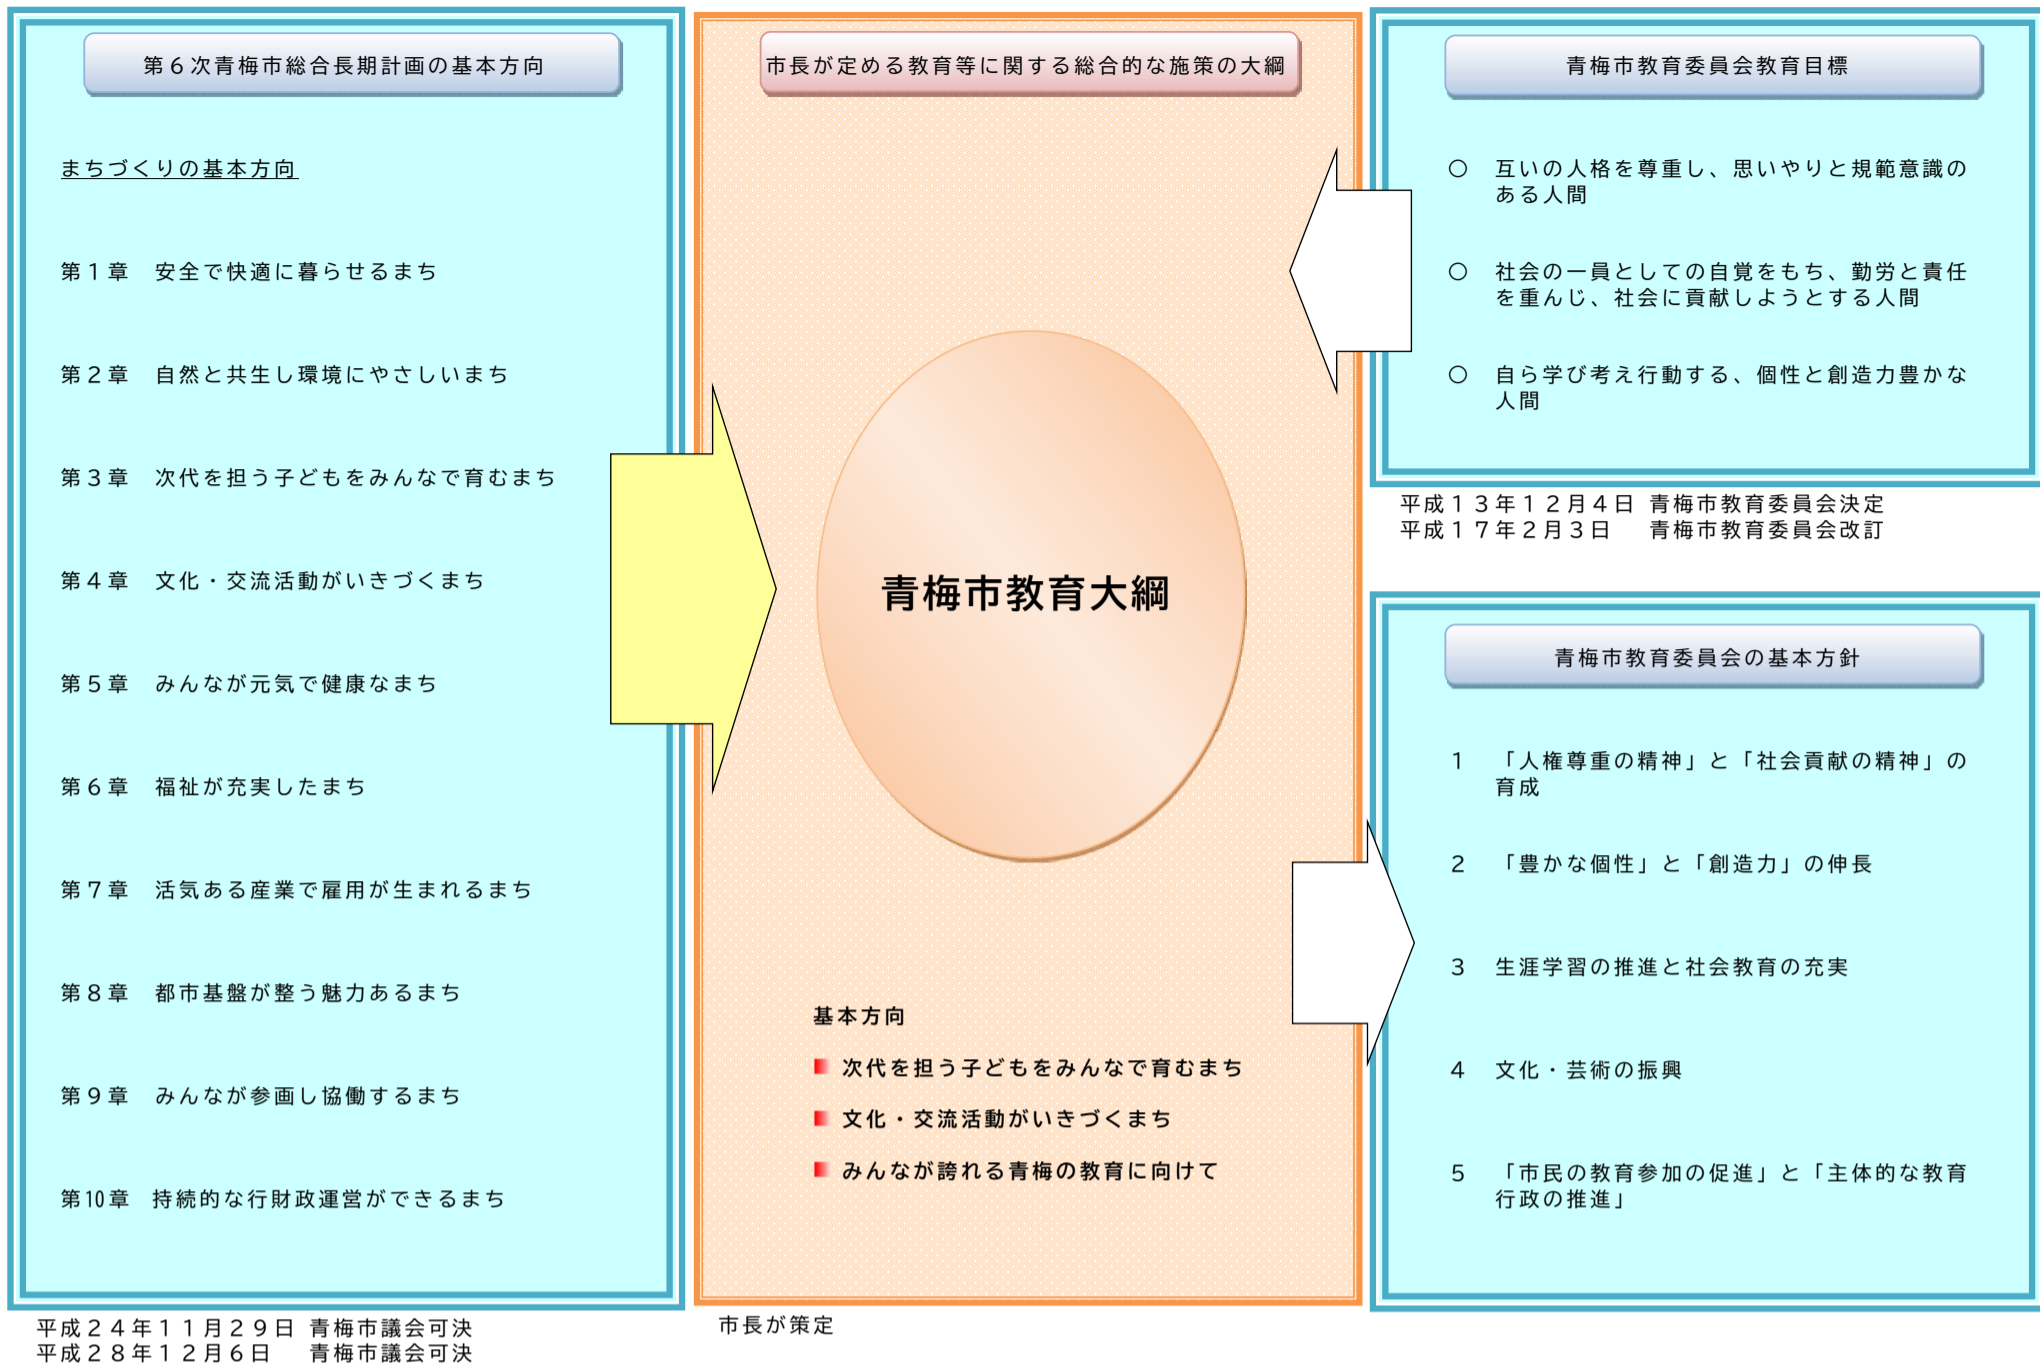 第６次青梅市総合長期計画の基本方向
まちづくりの基本方向
第１章　安全で快適に暮らせるまち
第２章　自然と共生し環境にやさしいまち
第３章　次代を担う子どもをみんなで育むまち
第４章　文化・交流活動がいきづくまち
第５章　みんなが元気で健康なまち
第６章　福祉が充実したまち
第７章　活気ある産業で雇用が生まれるまち
第８章　都市基盤が整う魅力あるまち
第９章　みんなが参画し協働するまち
第10章　持続的な行財政運営ができるまち
平成２４年１１月２９日 青梅市議会可決
平成２８年１２月６日　 青梅市議会可決
市長が定める教育等に関する総合的な施策の大綱
青梅市教育大綱
基本方向
次代を担う子どもをみんなで育むまち
文化・交流活動がいきづくまち
みんなが誇れる青梅の教育に向けて
市長が策定
青梅市教育委員会教育目標
○　互いの人格を尊重し、思いやりと規範意識の
ある人間
○　社会の一員としての自覚をもち、勤労と責任
を重んじ、社会に貢献しようとする人間
○　自ら学び考え行動する、個性と創造力豊かな
人間
平成１３年１２月４日 青梅市教育委員会決定
平成１７年２月３日　 青梅市教育委員会改訂
青梅市教育委員会の基本方針
１　「人権尊重の精神」と「社会貢献の精神」の
育成
２　「豊かな個性」と「創造力」の伸長
３　生涯学習の推進と社会教育の充実
４　文化・芸術の振興
５　「市民の教育参加の促進」と「主体的な教育
行政の推進」